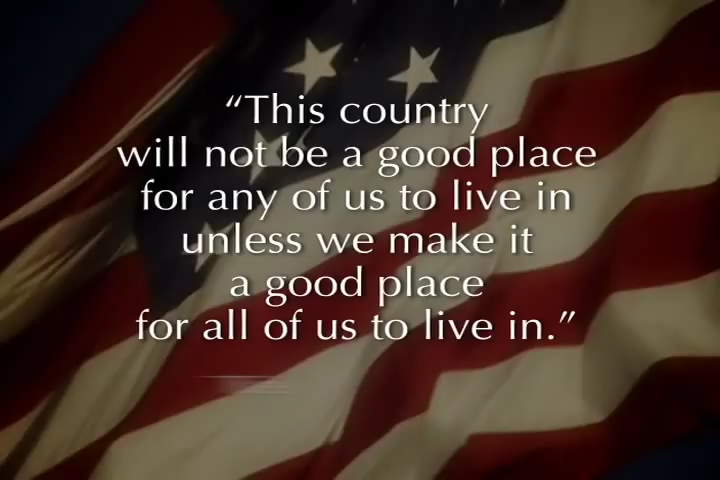 “This country
will not be a good place
for any of us to live in
unless we make it
a good place
for all of us to live in.”